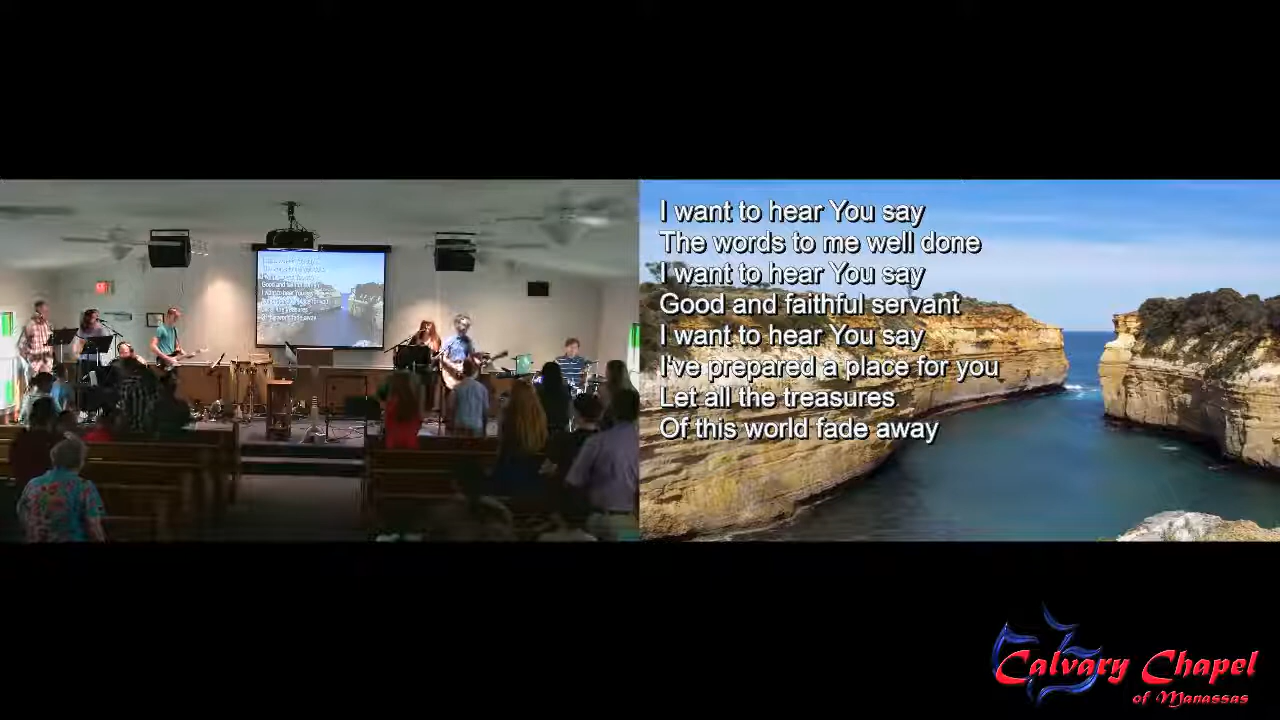 I want to hear You say
The words to me well done
I want to hear You say
Good and faithful servant
I want to hear You say
I've prepared a place for you
Let all the treasures
Of this world fade away
Calvary Chapel
of Manassas